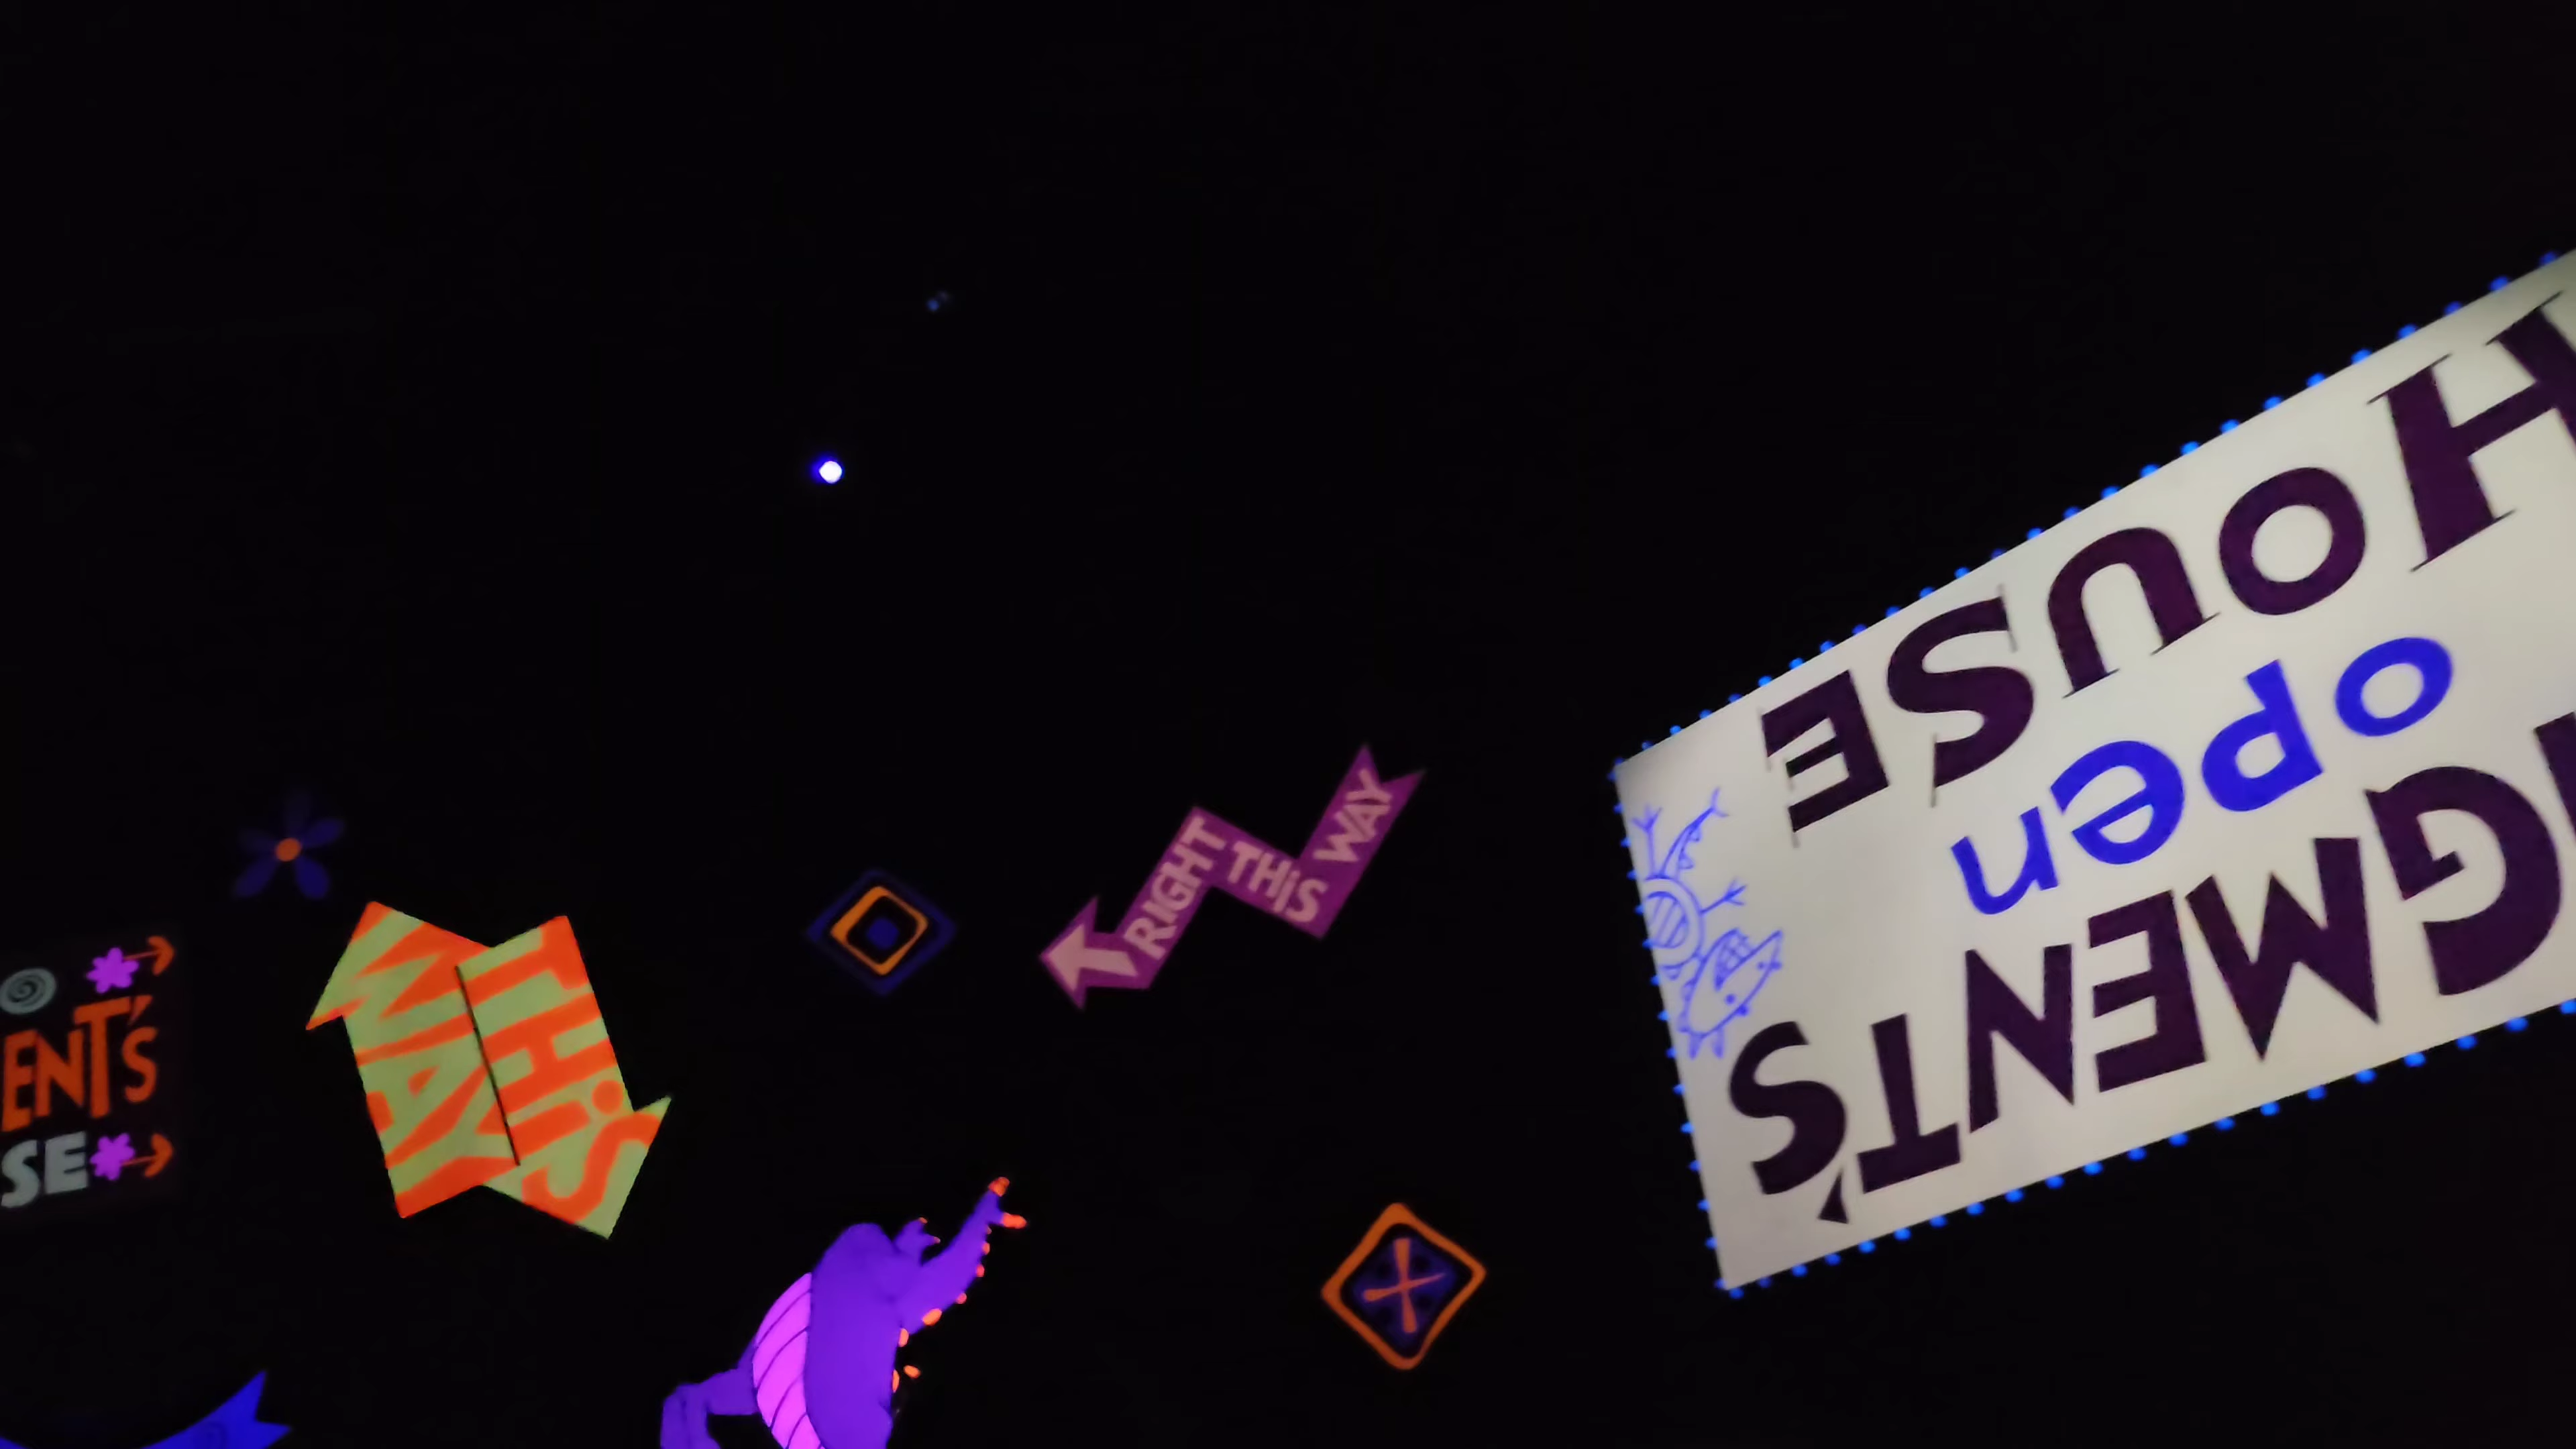 ENT'S
SE
THiS
WAY
RIGHT THiS WAY
GMENT'S
open
HOUSE